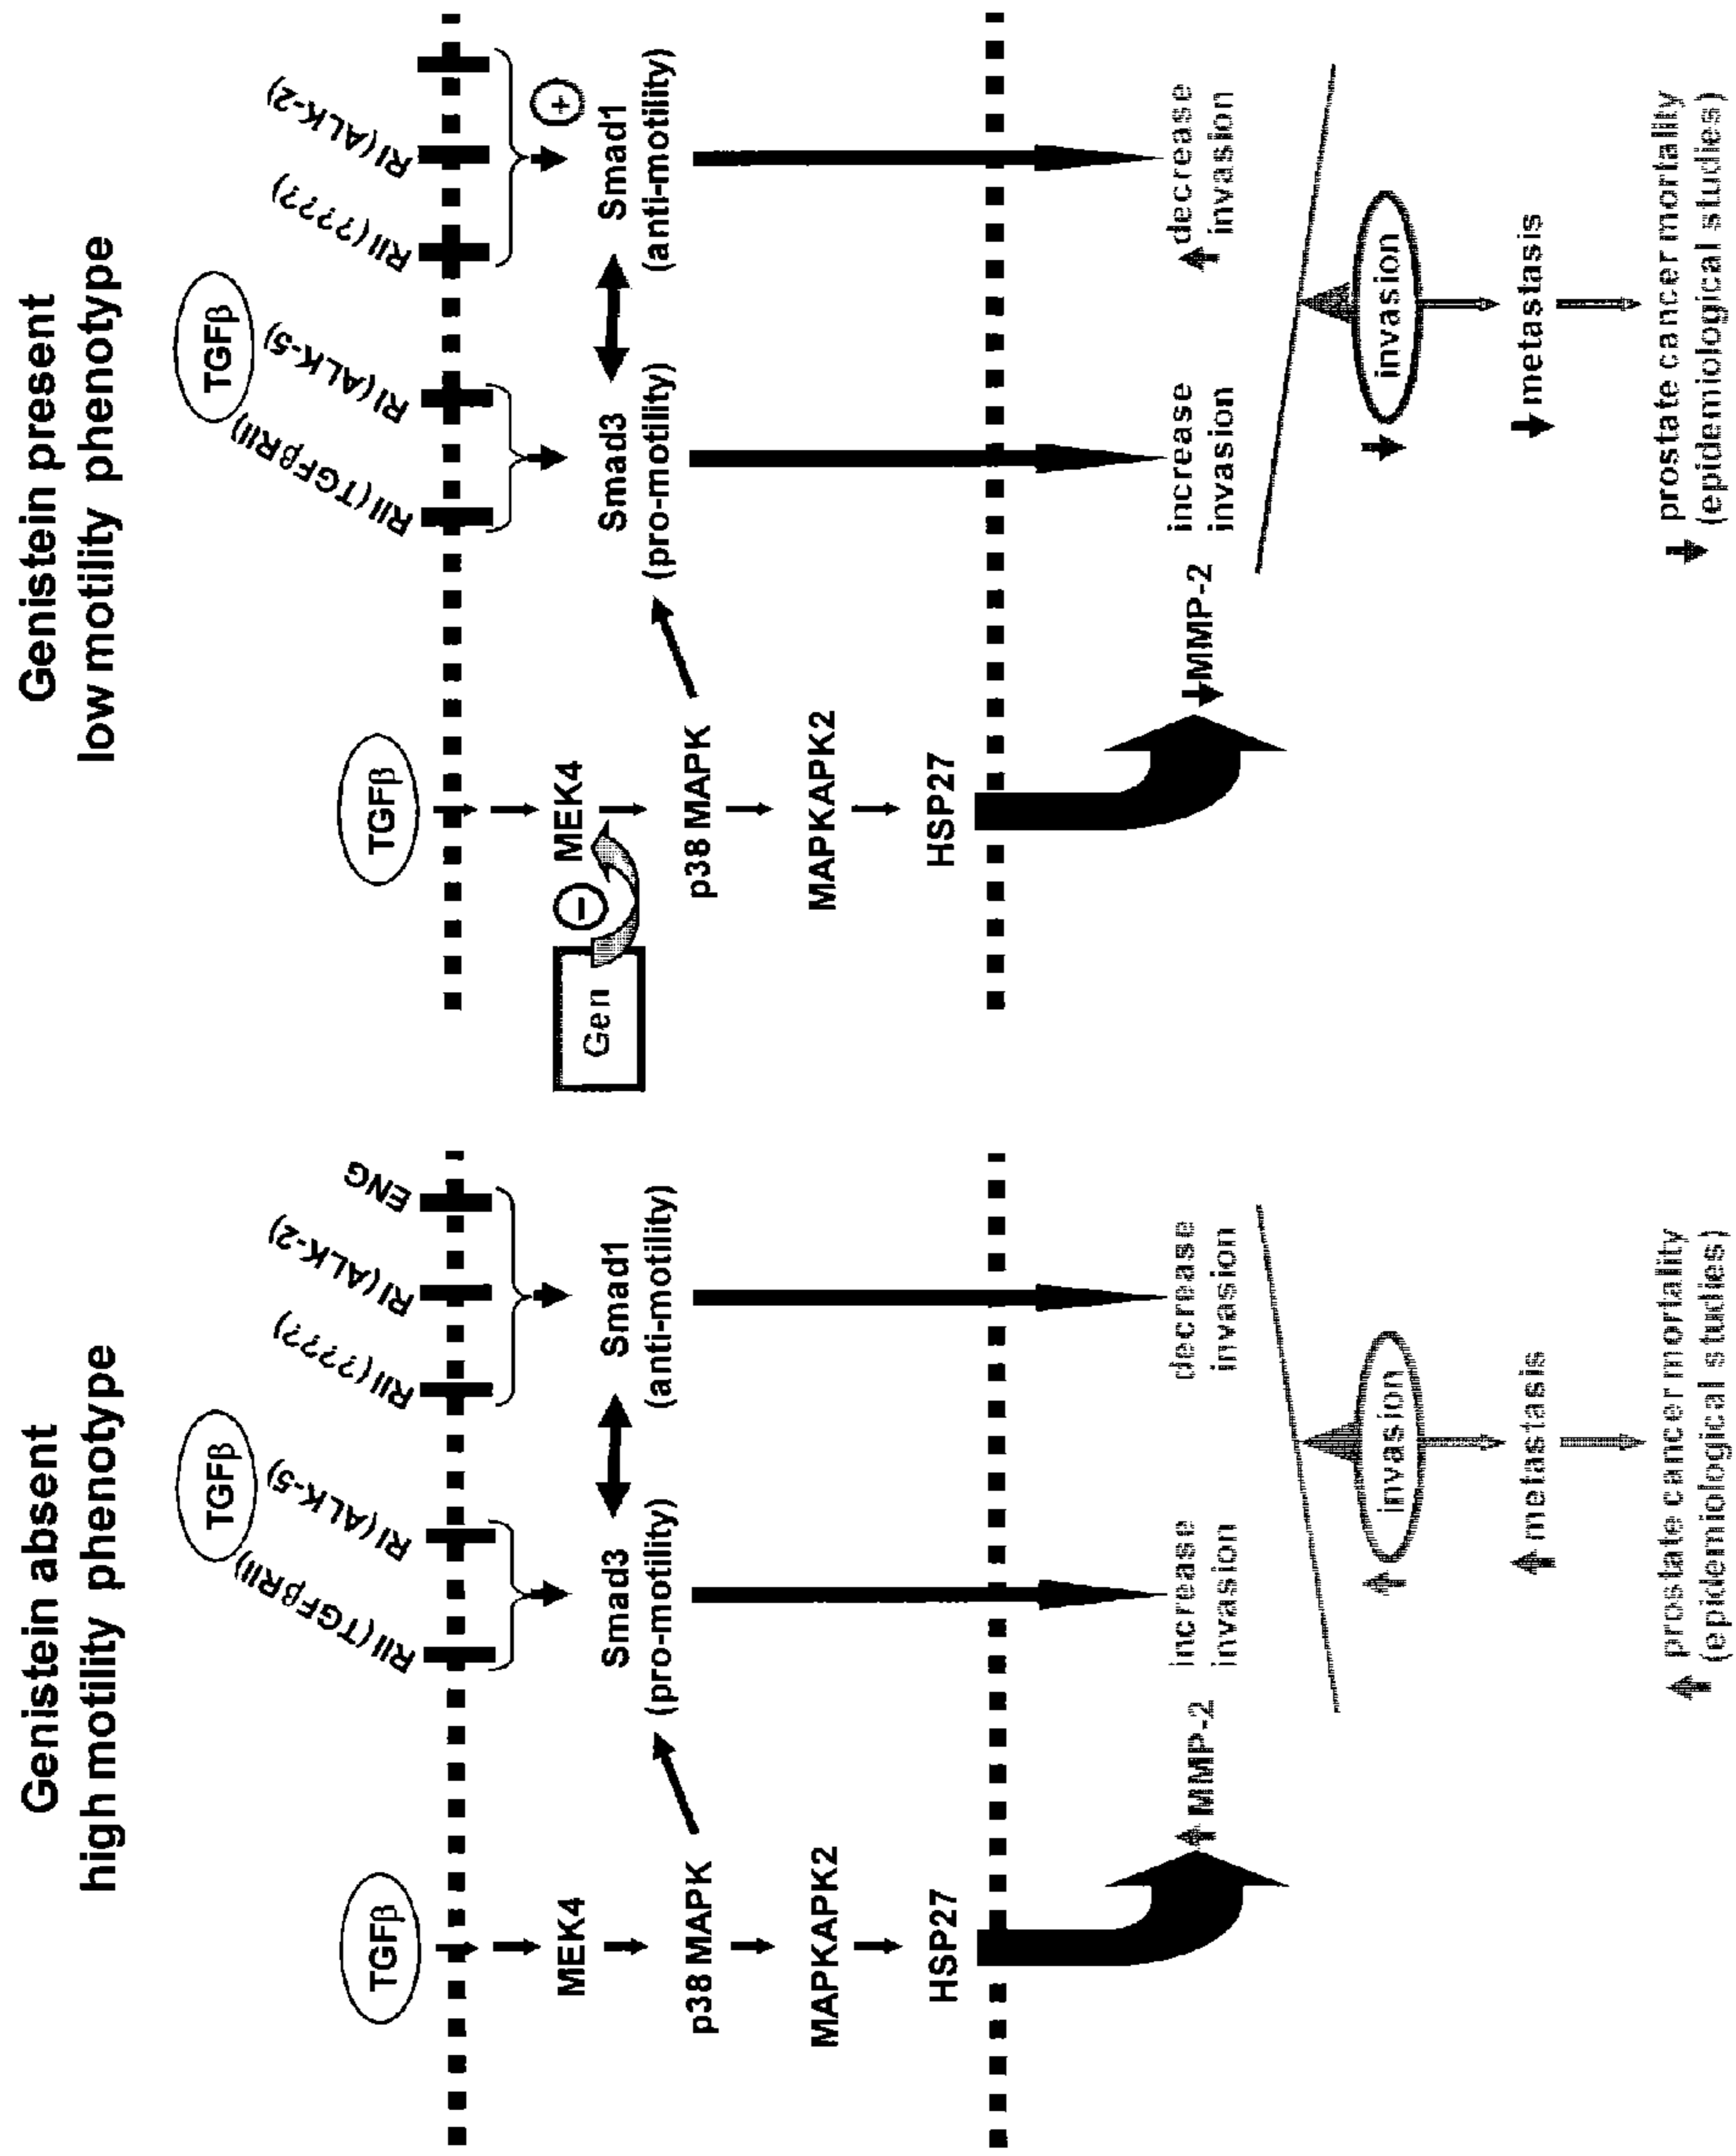 Genistein absent
high motility phenotype
TGFβ
TGFβ
RII(TGFβRII)
RI(ALK-5)
RII(????)
RI(ALK-2)
ENG
MEK4
Smad3
(pro-motility)
Smad1
(anti-motility)
p38 MAPK
MAPKAPK2
HSP27
MMP-2
increase
invasion
decrease
invasion
invasion
metastasis
prostate cancer mortality
(epidemiological studies)
Genistein present
low motility phenotype
TGFβ
TGFβ
RII(TGFβRII)
RI(ALK-5)
RII(????)
RI(ALK-2)
Gen
−
MEK4
Smad3
(pro-motility)
Smad1
(anti-motility)
+
p38 MAPK
MAPKAPK2
HSP27
MMP-2
increase
invasion
decrease
invasion
invasion
metastasis
prostate cancer mortality
(epidemiological studies)